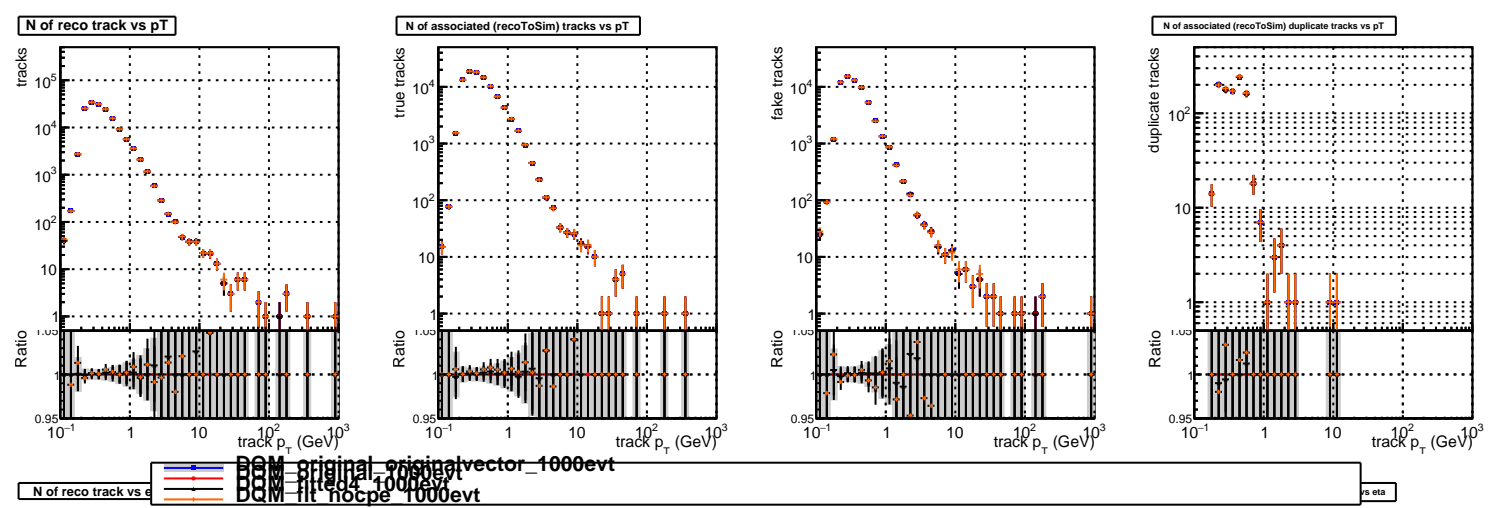 N of reco track vs pT
N of associated (recoToSim) tracks vs pT
N of associated (recoToSim) duplicate tracks vs pT
tracks
10^5
10^4
10^3
10^2
10
1
Ratio
1.05
1
0.95
10^-1
1
10
10^2
10^3
track p_T (GeV)
true tracks
10^4
10^3
10^2
10
1
Ratio
1.05
1
0.95
10^-1
1
10
10^2
10^3
track p_T (GeV)
fake tracks
10^4
10^3
10^2
10
1
Ratio
1.05
1
0.95
10^-1
1
10
10^2
10^3
track p_T (GeV)
duplicate tracks
10^2
10
1
Ratio
1.05
1
0.95
10^-1
1
10
10^2
10^3
track p_T (GeV)
DQM_original_originalvector_1000evt
DQM_original_1000evt
DQM_fitted4_1000evt
DQM_fit_nocpe_1000evt
N of reco track vs e
vs eta